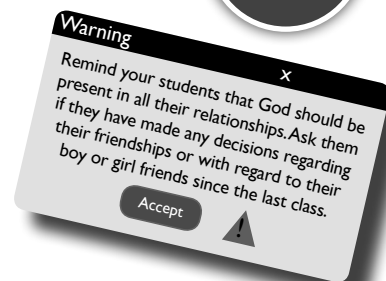 Warning
x
Remind your students that God should be
present in all their relationships. Ask them
if they have made any decisions regarding
their friendships or with regard to their
boy or girl friends since the last class.
Accept
!